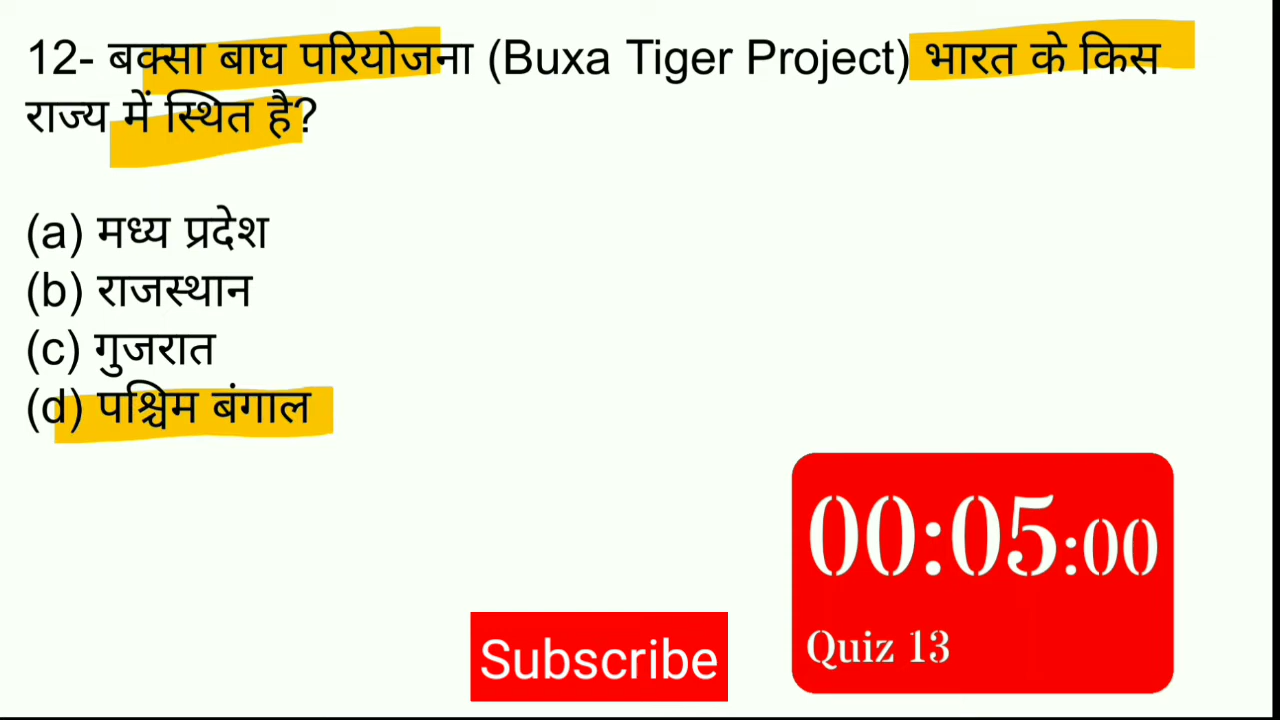 12- बक्सा बाघ परियोजना (Buxa Tiger Project) भारत के किस
राज्य में स्थित है?
(a) मध्य प्रदेश
(b) राजस्थान
(c) गुजरात
(d) पश्चिम बंगाल
00:05:00
Quiz 13
Subscribe